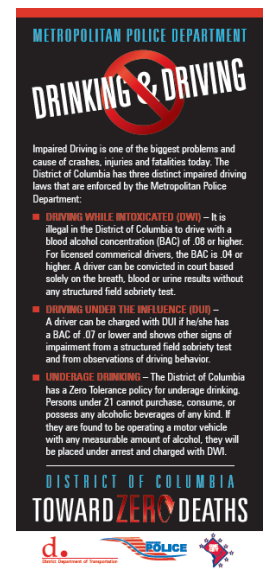 METROPOLITAN POLICE DEPARTMENT
DRINKING & DRIVING
Impaired Driving is one of the biggest problems and
cause of crashes, injuries and fatalities today. The
District of Columbia has three distinct impaired driving
laws that are enforced by the Metropolitan Police
Department:
■ DRIVING WHILE INTOXICATED (DWI) – It is
illegal in the District of Columbia to drive with a
blood alcohol concentration (BAC) of .08 or higher.
For licensed commerical drivers, the BAC is .04 or
higher. A driver can be convicted in court based
solely on the breath, blood or urine results without
any structured field sobriety test.
■ DRIVING UNDER THE INFLUENCE (DUI) –
A driver can be charged with DUI if he/she has
a BAC of .07 or lower and shows other signs of
impairment from a structured field sobriety test
and from observations of driving behavior.
■ UNDERAGE DRINKING – The District of Columbia
has a Zero Tolerance policy for underage drinking.
Persons under 21 cannot purchase, consume, or
possess any alcoholic beverages of any kind. If
they are found to be operating a motor vehicle
with any measurable amount of alcohol, they will
be placed under arrest and charged with DWI.
DISTRICT OF COLUMBIA
TOWARD ZERO DEATHS
d.
District Department of Transportation
POLICE